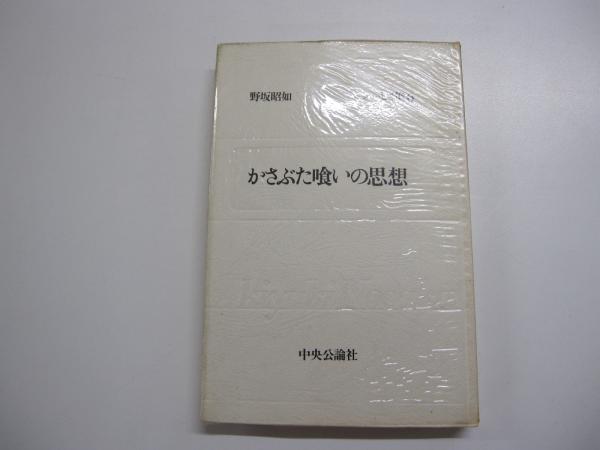 野坂昭如
かさぶた喰いの思想
中央公論社